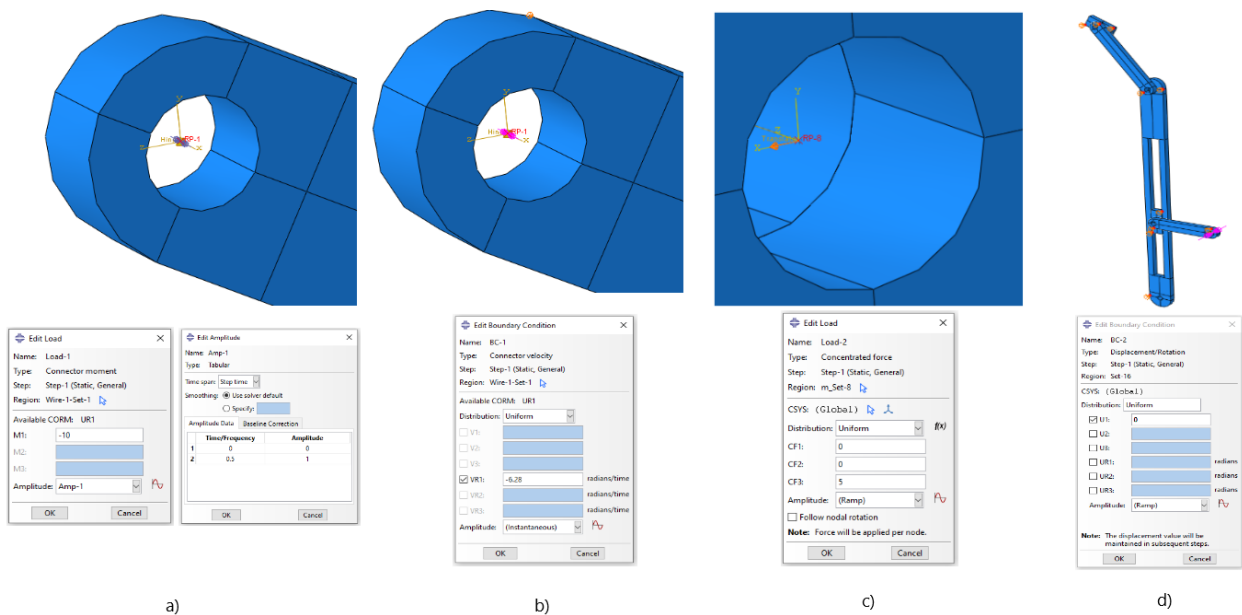 Y
RP-1
Z
X
Y
RP-1
Z
X
Y
RP-8
X
Edit Load
Name: Load-1
Type: Connector moment
Step: Step-1 (Static, General)
Region: Wire-1-Set-1
Available CORM: UR1
M1: -10
M2:
M3:
Amplitude: Amp-1
OK Cancel
Edit Amplitude
Name: Amp-1
Type: Tabular
Time span: Step time
Smoothing: Use solver default
Specify:
Amplitude Data Baseline Correction
Time/Frequency Amplitude
1 0 0
2 0.5 1
OK Cancel
Edit Boundary Condition
Name: BC-1
Type: Connector velocity
Step: Step-1 (Static, General)
Region: Wire-1-Set-1
Available CORM: UR1
Distribution: Uniform
V1:
V2:
V3:
VR1: -6.28 radians/time
VR2: radians/time
VR3: radians/time
Amplitude: (Instantaneous)
OK Cancel
Edit Load
Name: Load-2
Type: Concentrated force
Step: Step-1 (Static, General)
Region: m_Set-8
CSYS: (Global)
Distribution: Uniform f(x)
CF1: 0
CF2: 0
CF3: 5
Amplitude: (Ramp)
Follow nodal rotation
Note: Force will be applied per node.
OK Cancel
Edit Boundary Condition
Name: BC-2
Type: Displacement/Rotation
Step: Step-1 (Static, General)
Region: Set-16
CSYS: (Global)
Distribution: Uniform
U1: 0
U2:
U3:
UR1: radians
UR2: radians
UR3: radians
Amplitude: (Ramp)
Note: The displacement value will be
maintained in subsequent steps.
OK Cancel
a)
b)
c)
d)